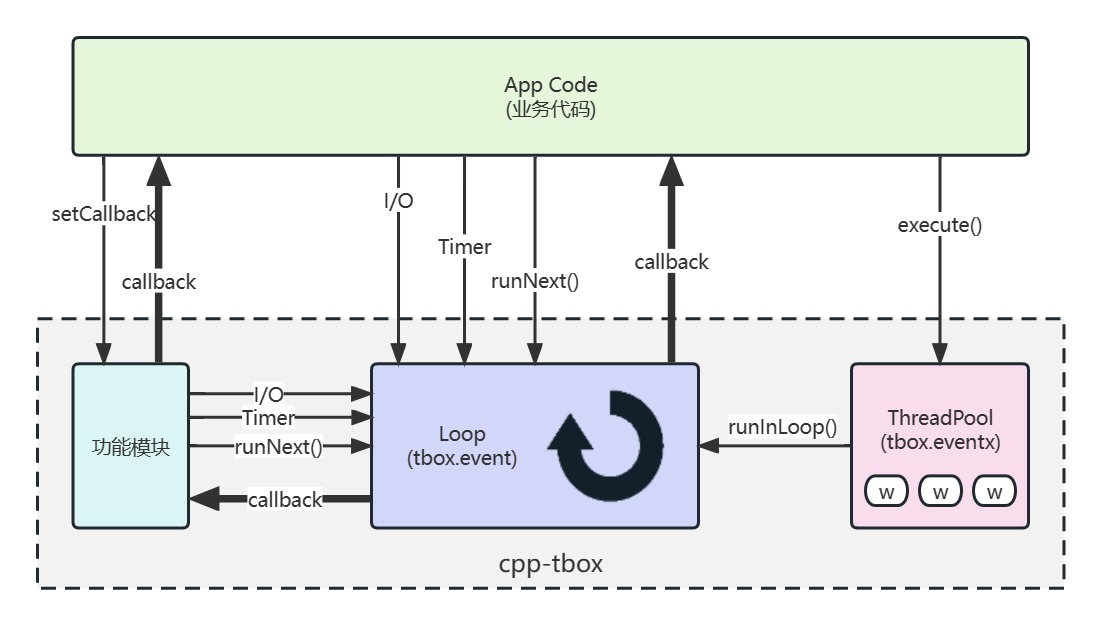 App Code
(业务代码)
setCallback
callback
I/O
Timer
runNext()
callback
execute()
功能模块
I/O
Timer
runNext()
callback
Loop
(tbox.event)
runInLoop()
ThreadPool
(tbox.eventx)
w w w
cpp-tbox